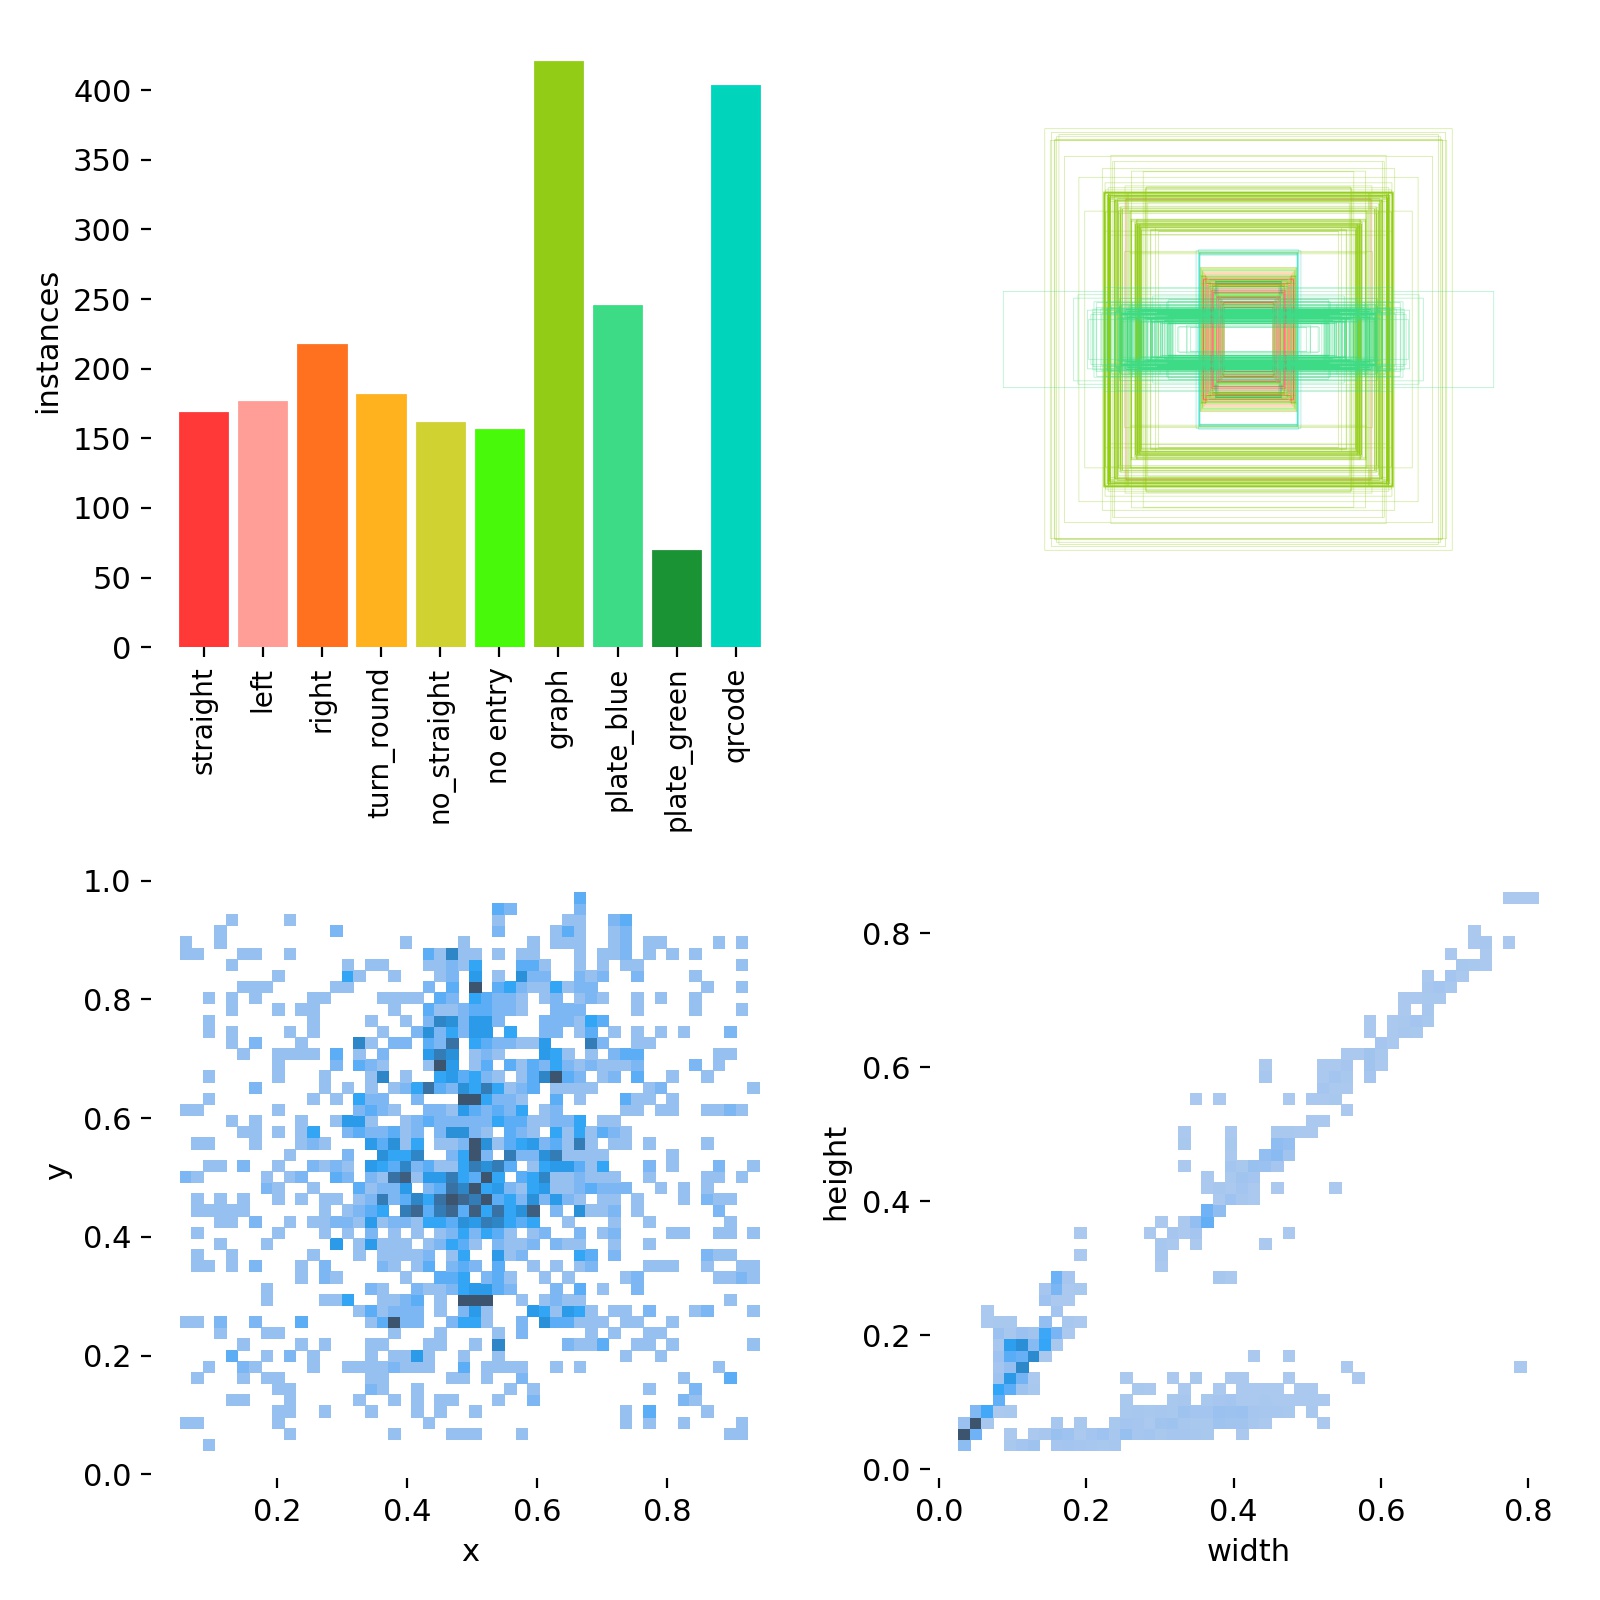 400
350
300
250
200
150
100
50
0
instances
straight
left
right
turn_round
no_straight
no entry
graph
plate_blue
plate_green
qrcode
1.0
0.8
0.6
0.4
0.2
0.0
y
0.2 0.4 0.6 0.8
x
0.8
0.6
0.4
0.2
0.0
height
0.0 0.2 0.4 0.6 0.8
width